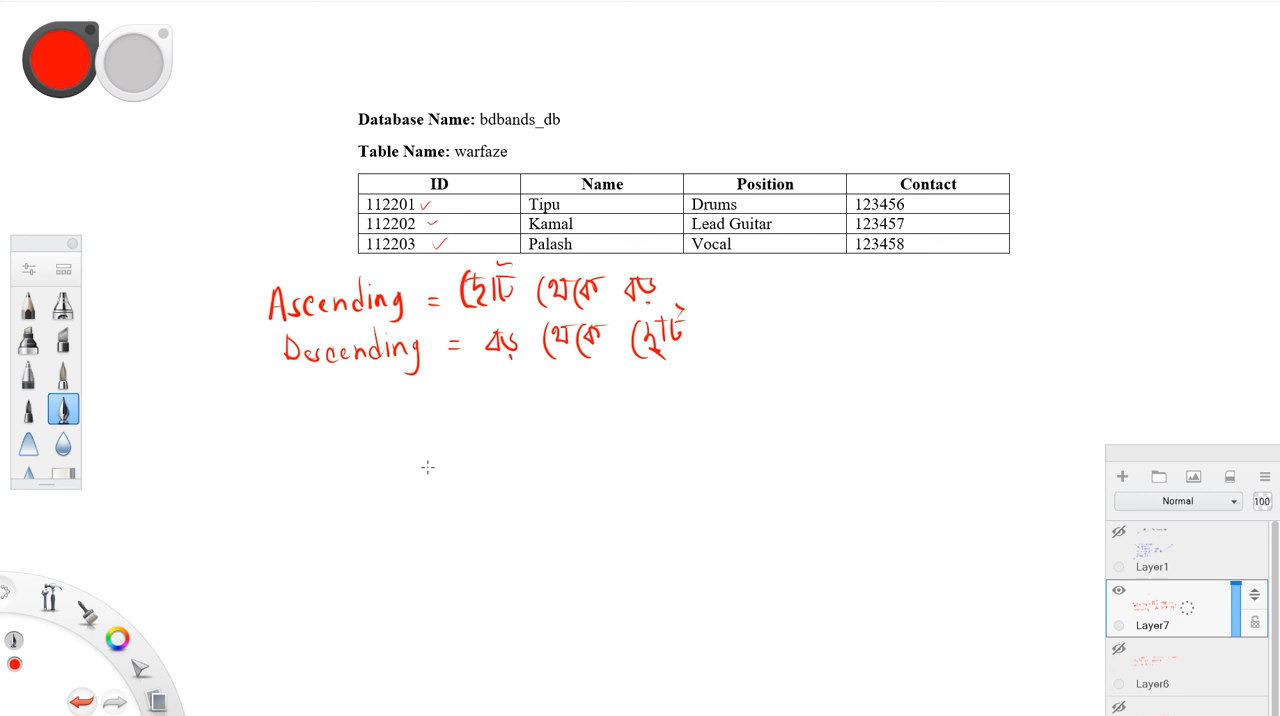 Database Name: bdbands_db
Table Name: warfaze
ID Name Position Contact
112201 Tipu Drums 123456
112202 Kamal Lead Guitar 123457
112203 Palash Vocal 123458
Ascending = ছোট থেকে বড়
Descending = বড় থেকে ছোট
Normal 100
Layer1
Layer7
Layer6